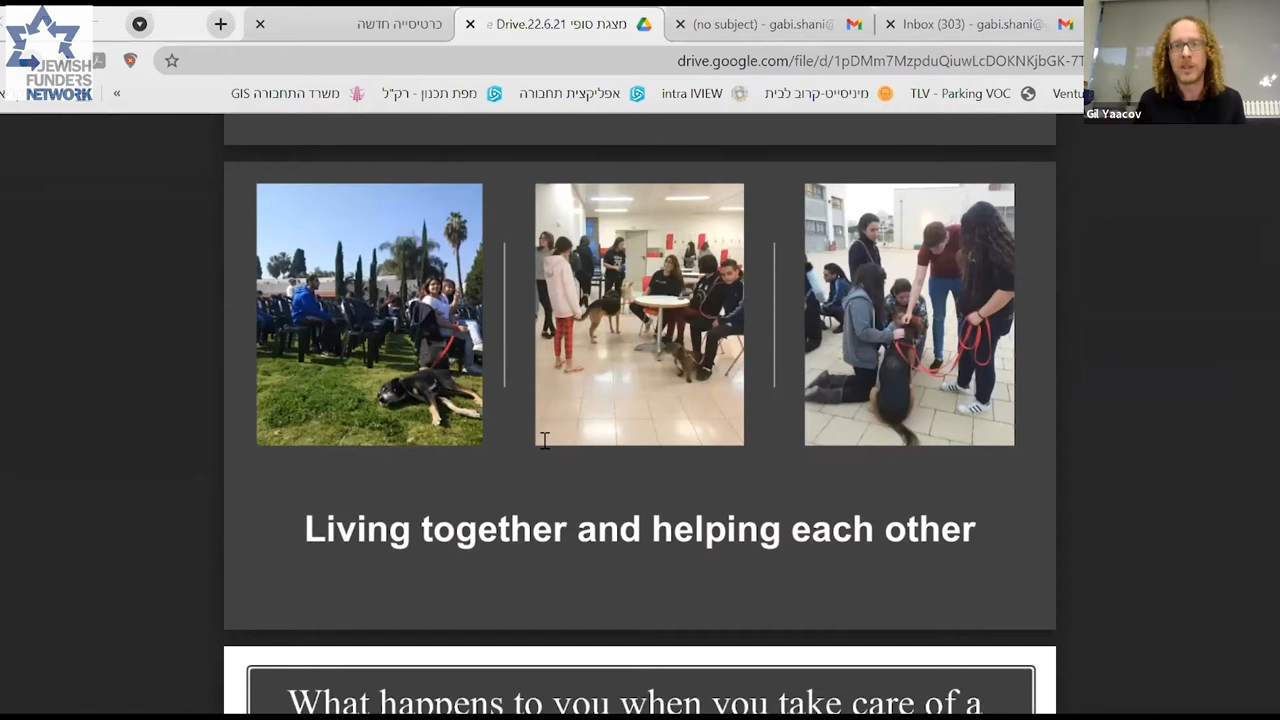 JEWISH
FUNDERS
NETWORK
כרטיסייה חדשה
מצגת סופי Drive.22.6.21
(no subject) - gabi.shani@
Inbox (303) - gabi.shani@
drive.google.com/file/d/1pDMm7MzpduQiuwLcDOKNKjbGK-7T
«
משרד התחבורה GIS
מפת תכנון - רק"ל
אפליקצית תחבורה
intra IVIEW
מיניסייט-קרוב לבית
TLV - Parking VOC
Ventu
Gil Yaacov
Living together and helping each other
What happens to you when you take care of a